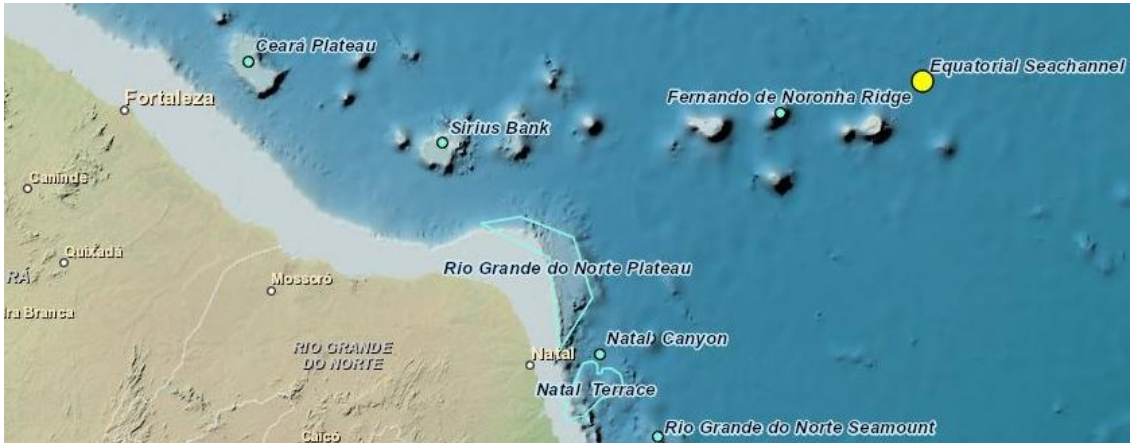 Ceará Plateau
Equatorial Seachannel
Fortaleza
Fernando de Noronha Ridge
Sirius Bank
Canindé
Quixadá
Rio Grande do Norte Plateau
RÁ
Mossoró
ra Branca
RIO GRANDE
DO NORTE
Natal Canyon
Natal
Natal Terrace
Rio Grande do Norte Seamount
Caicó